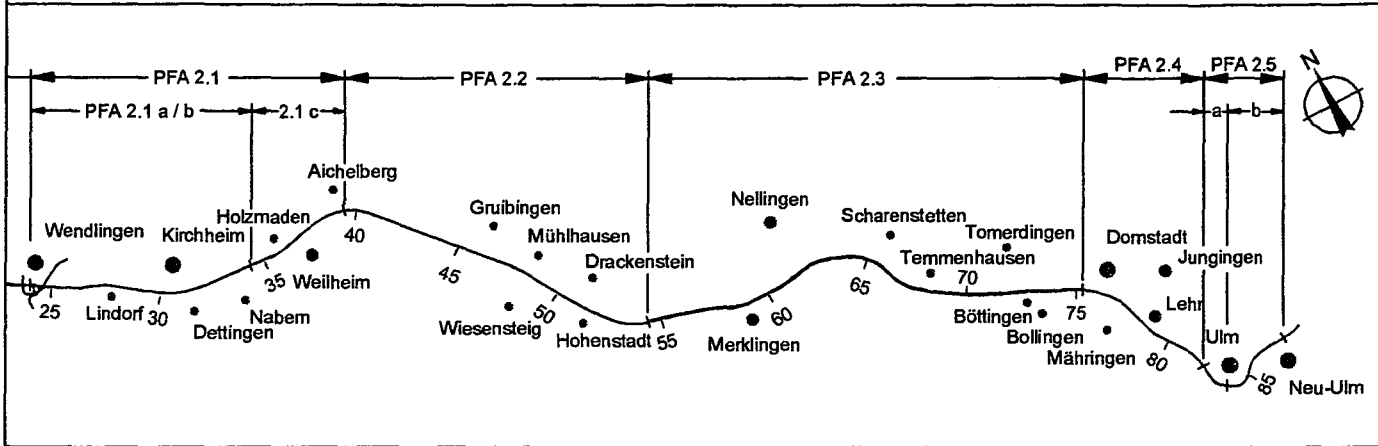 PFA 2.1
PFA 2.2
PFA 2.3
PFA 2.4
PFA 2.5
N
PFA 2.1 a / b
2.1 c
a
b
Aichelberg
Wendlingen
Kirchheim
Holzmaden
Weilheim
Gruibingen
Mühlhausen
Drackenstein
Nellingen
Scharenstetten
Temmenhausen
Tomerdingen
Dornstadt
Jungingen
Lehr
Ulm
Neu-Ulm
Lindorf
Dettingen
Nabern
Wiesensteig
Hohenstadt
Merklingen
Böttingen
Bollingen
Mähringen
25
30
35
40
45
50
55
60
65
70
75
80
85